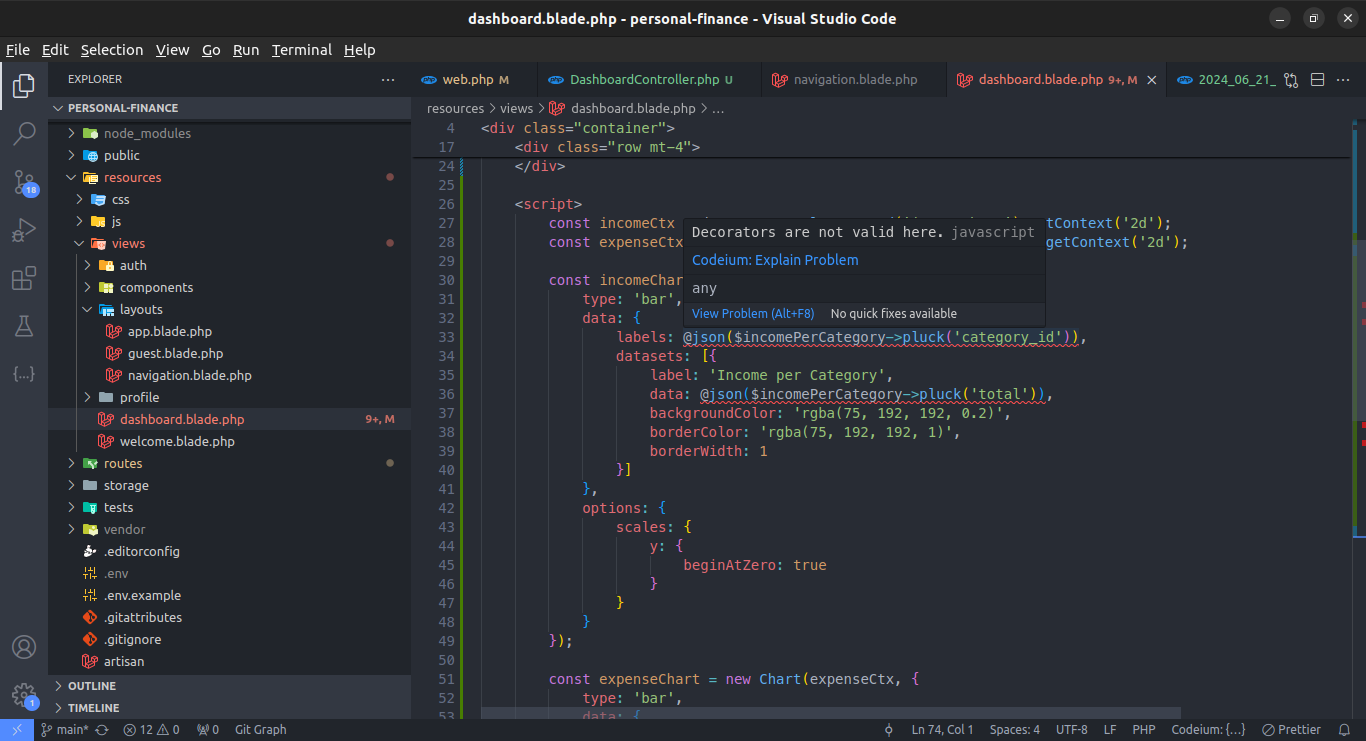 dashboard.blade.php - personal-finance - Visual Studio Code
File Edit Selection View Go Run Terminal Help
EXPLORER
PERSONAL-FINANCE
node_modules
public
resources
css
js
views
auth
components
layouts
app.blade.php
guest.blade.php
navigation.blade.php
profile
dashboard.blade.php 9+, M
welcome.blade.php
routes
storage
tests
vendor
.editorconfig
.env
.env.example
.gitattributes
.gitignore
artisan
OUTLINE
TIMELINE
18
1
web.php M
DashboardController.php U
navigation.blade.php
dashboard.blade.php 9+, M
2024_06_21_
resources > views > dashboard.blade.php > ...
4 <div class="container">
17 <div class="row mt-4">
24 </div>
25
26 <script>
27 const incomeCtx etContext('2d');
28 const expenseCtx getContext('2d');
29
30 const incomeChar
31 type: 'bar',
32 data: {
Decorators are not valid here. javascript
Codeium: Explain Problem
any
View Problem (Alt+F8) No quick fixes available
33 labels: @json($incomePerCategory->pluck('category_id')),
34 datasets: [{
35 label: 'Income per Category',
36 data: @json($incomePerCategory->pluck('total')),
37 backgroundColor: 'rgba(75, 192, 192, 0.2)',
38 borderColor: 'rgba(75, 192, 192, 1)',
39 borderWidth: 1
40 }]
41 },
42 options: {
43 scales: {
44 y: {
45 beginAtZero: true
46 }
47 }
48 }
49 });
50
51 const expenseChart = new Chart(expenseCtx, {
52 type: 'bar',
53 data: {
main* 12 0 0 Git Graph
Ln 74, Col 1 Spaces: 4 UTF-8 LF PHP Codeium: {...} Prettier